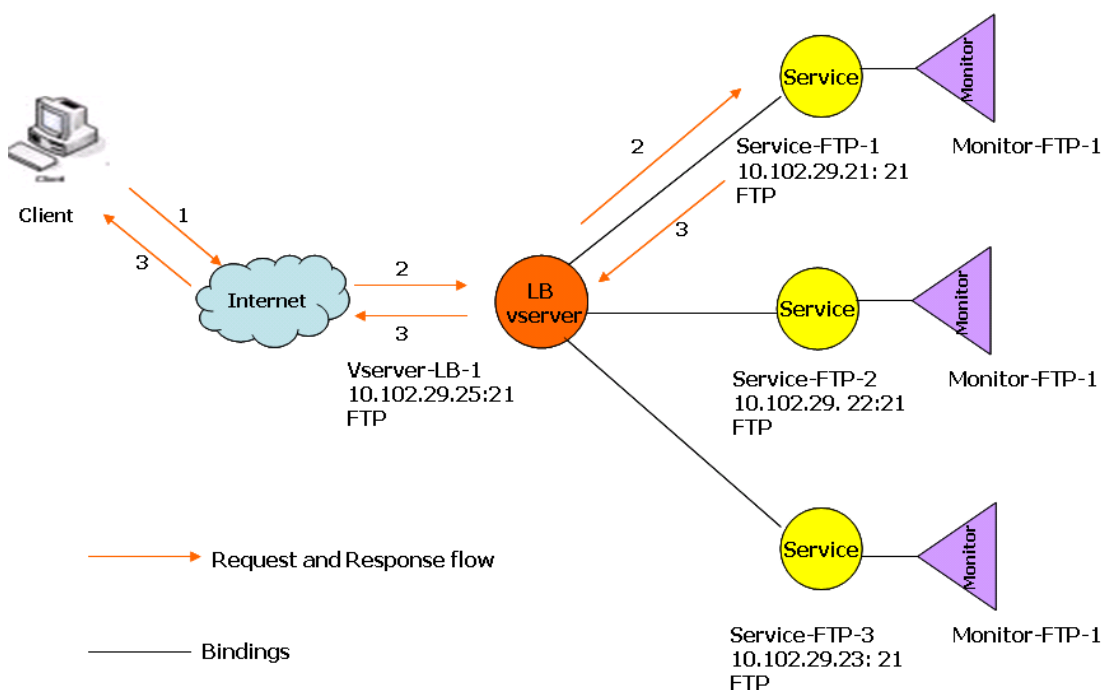 Service
Monitor
Service-FTP-1
10.102.29.21: 21
FTP
Monitor-FTP-1
Client
Client
1
3
2
3
Internet
2
3
LB
vserver
Vserver-LB-1
10.102.29.25:21
FTP
Service
Monitor
Service-FTP-2
10.102.29. 22:21
FTP
Monitor-FTP-1
Service
Monitor
Service-FTP-3
10.102.29.23: 21
FTP
Monitor-FTP-1
Request and Response flow
Bindings